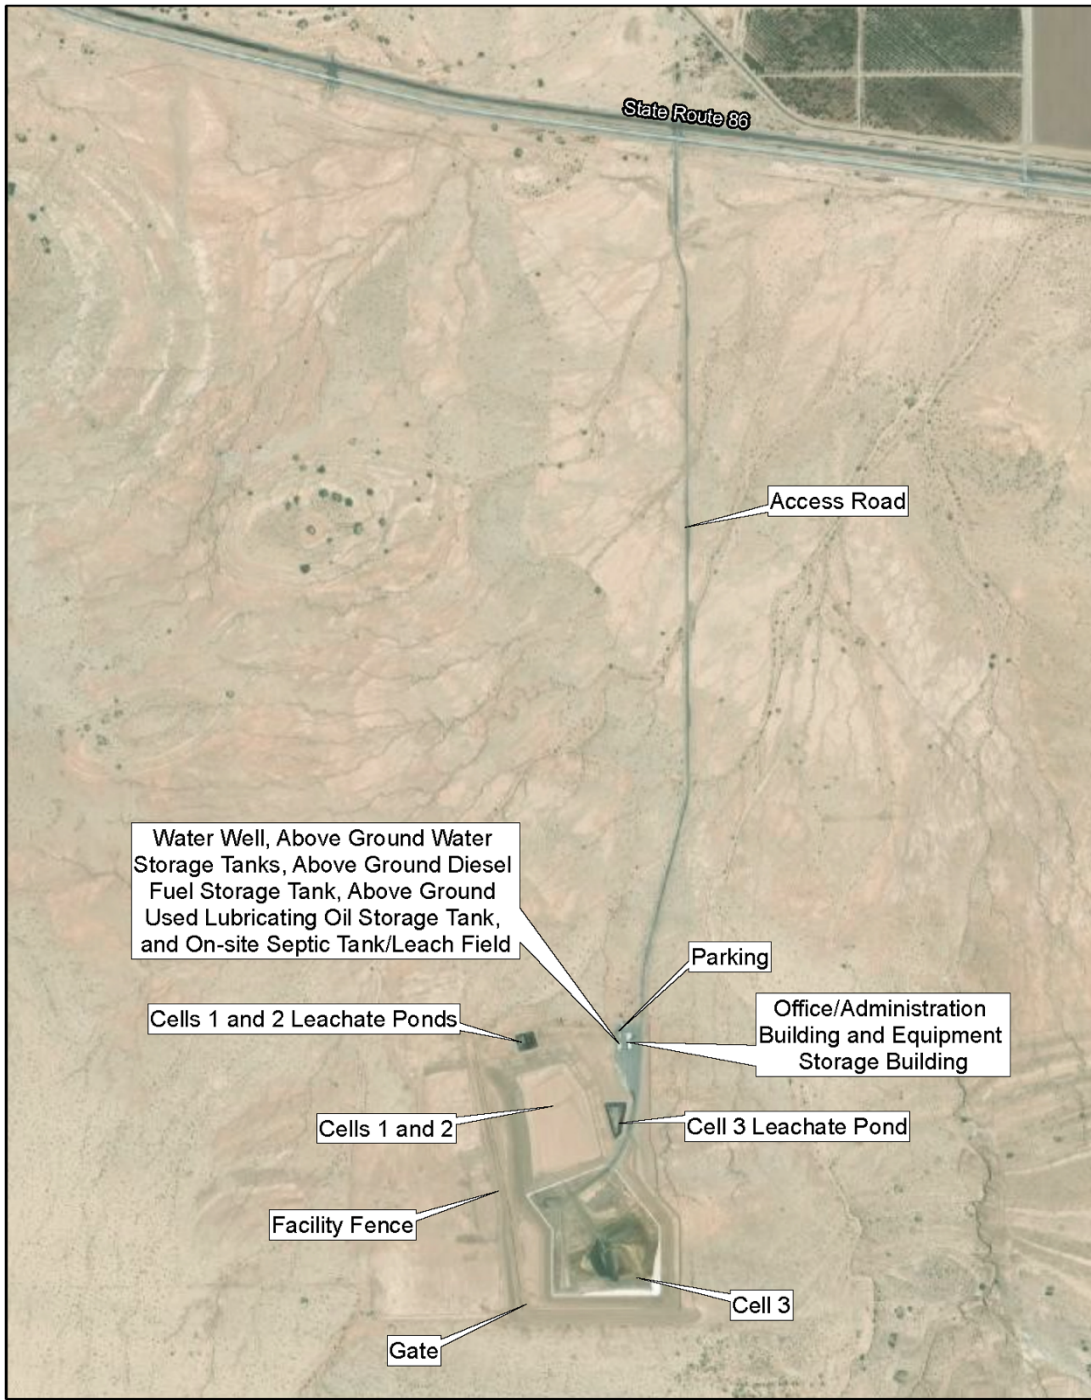 State Route 86
Access Road
Water Well, Above Ground Water
Storage Tanks, Above Ground Diesel
Fuel Storage Tank, Above Ground
Used Lubricating Oil Storage Tank,
and On-site Septic Tank/Leach Field
Parking
Cells 1 and 2 Leachate Ponds
Office/Administration
Building and Equipment
Storage Building
Cells 1 and 2
Cell 3 Leachate Pond
Facility Fence
Cell 3
Gate